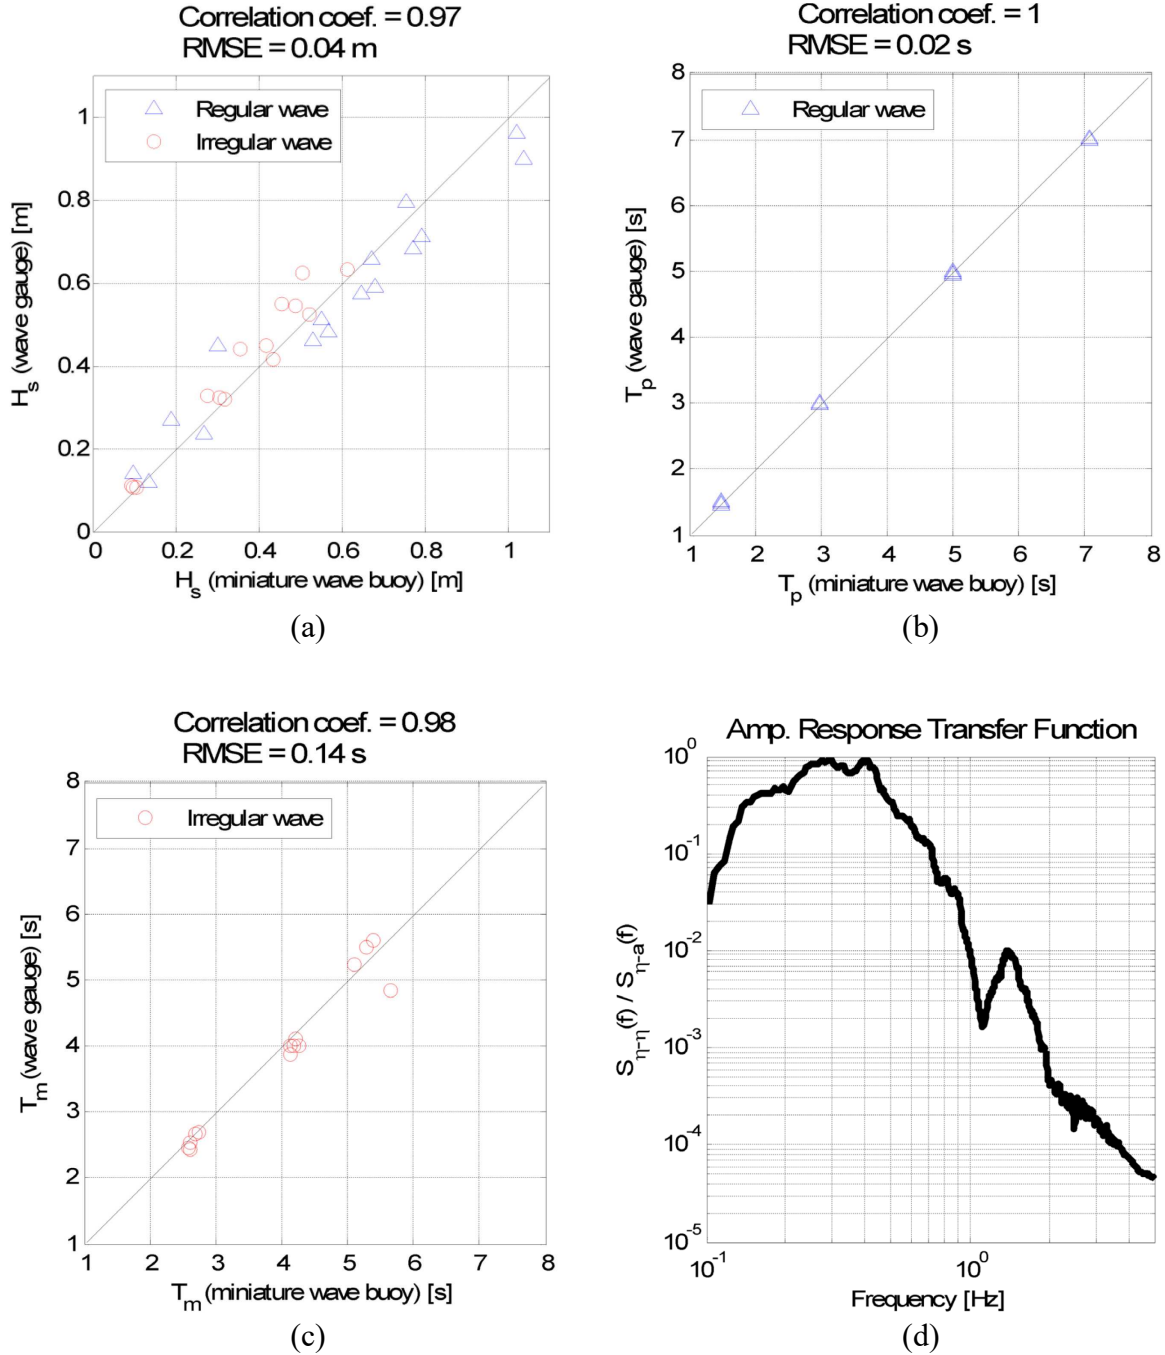 Correlation coef. = 0.97
RMSE = 0.04 m
Regular wave
Irregular wave
1
0.8
0.6
0.4
0.2
0
0 0.2 0.4 0.6 0.8 1
H_s (wave gauge) [m]
H_s (miniature wave buoy) [m]
(a)
Correlation coef. = 1
RMSE = 0.02 s
Regular wave
8
7
6
5
4
3
2
1
1 2 3 4 5 6 7 8
T_p (wave gauge) [s]
T_p (miniature wave buoy) [s]
(b)
Correlation coef. = 0.98
RMSE = 0.14 s
Irregular wave
8
7
6
5
4
3
2
1
1 2 3 4 5 6 7 8
T_m (wave gauge) [s]
T_m (miniature wave buoy) [s]
(c)
Amp. Response Transfer Function
10^0
10^-1
10^-2
10^-3
10^-4
10^-5
10^-1 10^0
S_η-η(f) / S_η-a(f)
Frequency [Hz]
(d)